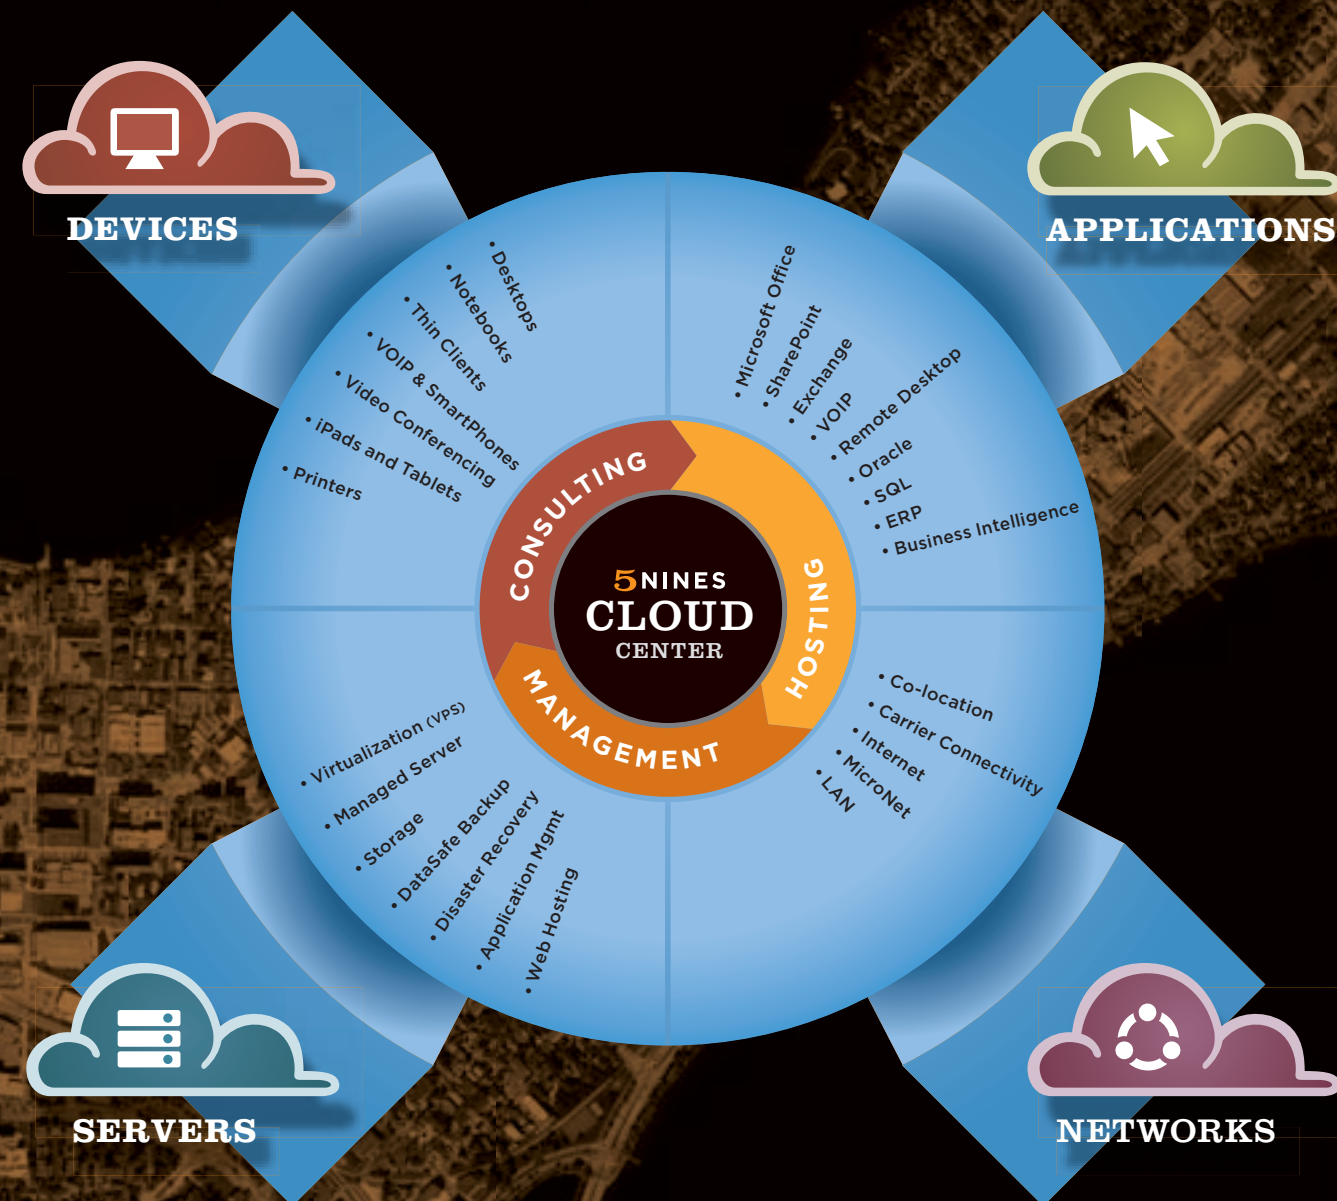 DEVICES
• Desktops
• Notebooks
• Thin Clients
• VOIP & SmartPhones
• Video Conferencing
• iPads and Tablets
• Printers
APPLICATIONS
• Microsoft Office
• SharePoint
• Exchange
• VOIP
• Remote Desktop
• Oracle
• SQL
• ERP
• Business Intelligence
CONSULTING
HOSTING
MANAGEMENT
5NINES
CLOUD
CENTER
• Virtualization (VPS)
• Managed Server
• Storage
• DataSafe Backup
• Disaster Recovery
• Application Mgmt
• Web Hosting
SERVERS
• Co-location
• Carrier Connectivity
• Internet
• MicroNet
• LAN
NETWORKS